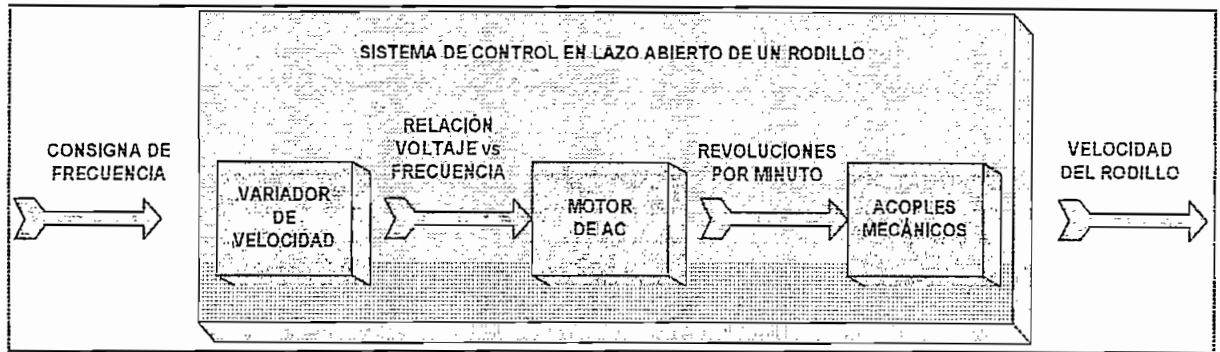 SISTEMA DE CONTROL EN LAZO ABIERTO DE UN RODILLO
CONSIGNA DE
FRECUENCIA
VARIADOR
DE
VELOCIDAD
RELACIÓN
VOLTAJE vs
FRECUENCIA
MOTOR
DE AC
REVOLUCIONES
POR MINUTO
ACOPLES
MECÁNICOS
VELOCIDAD
DEL RODILLO